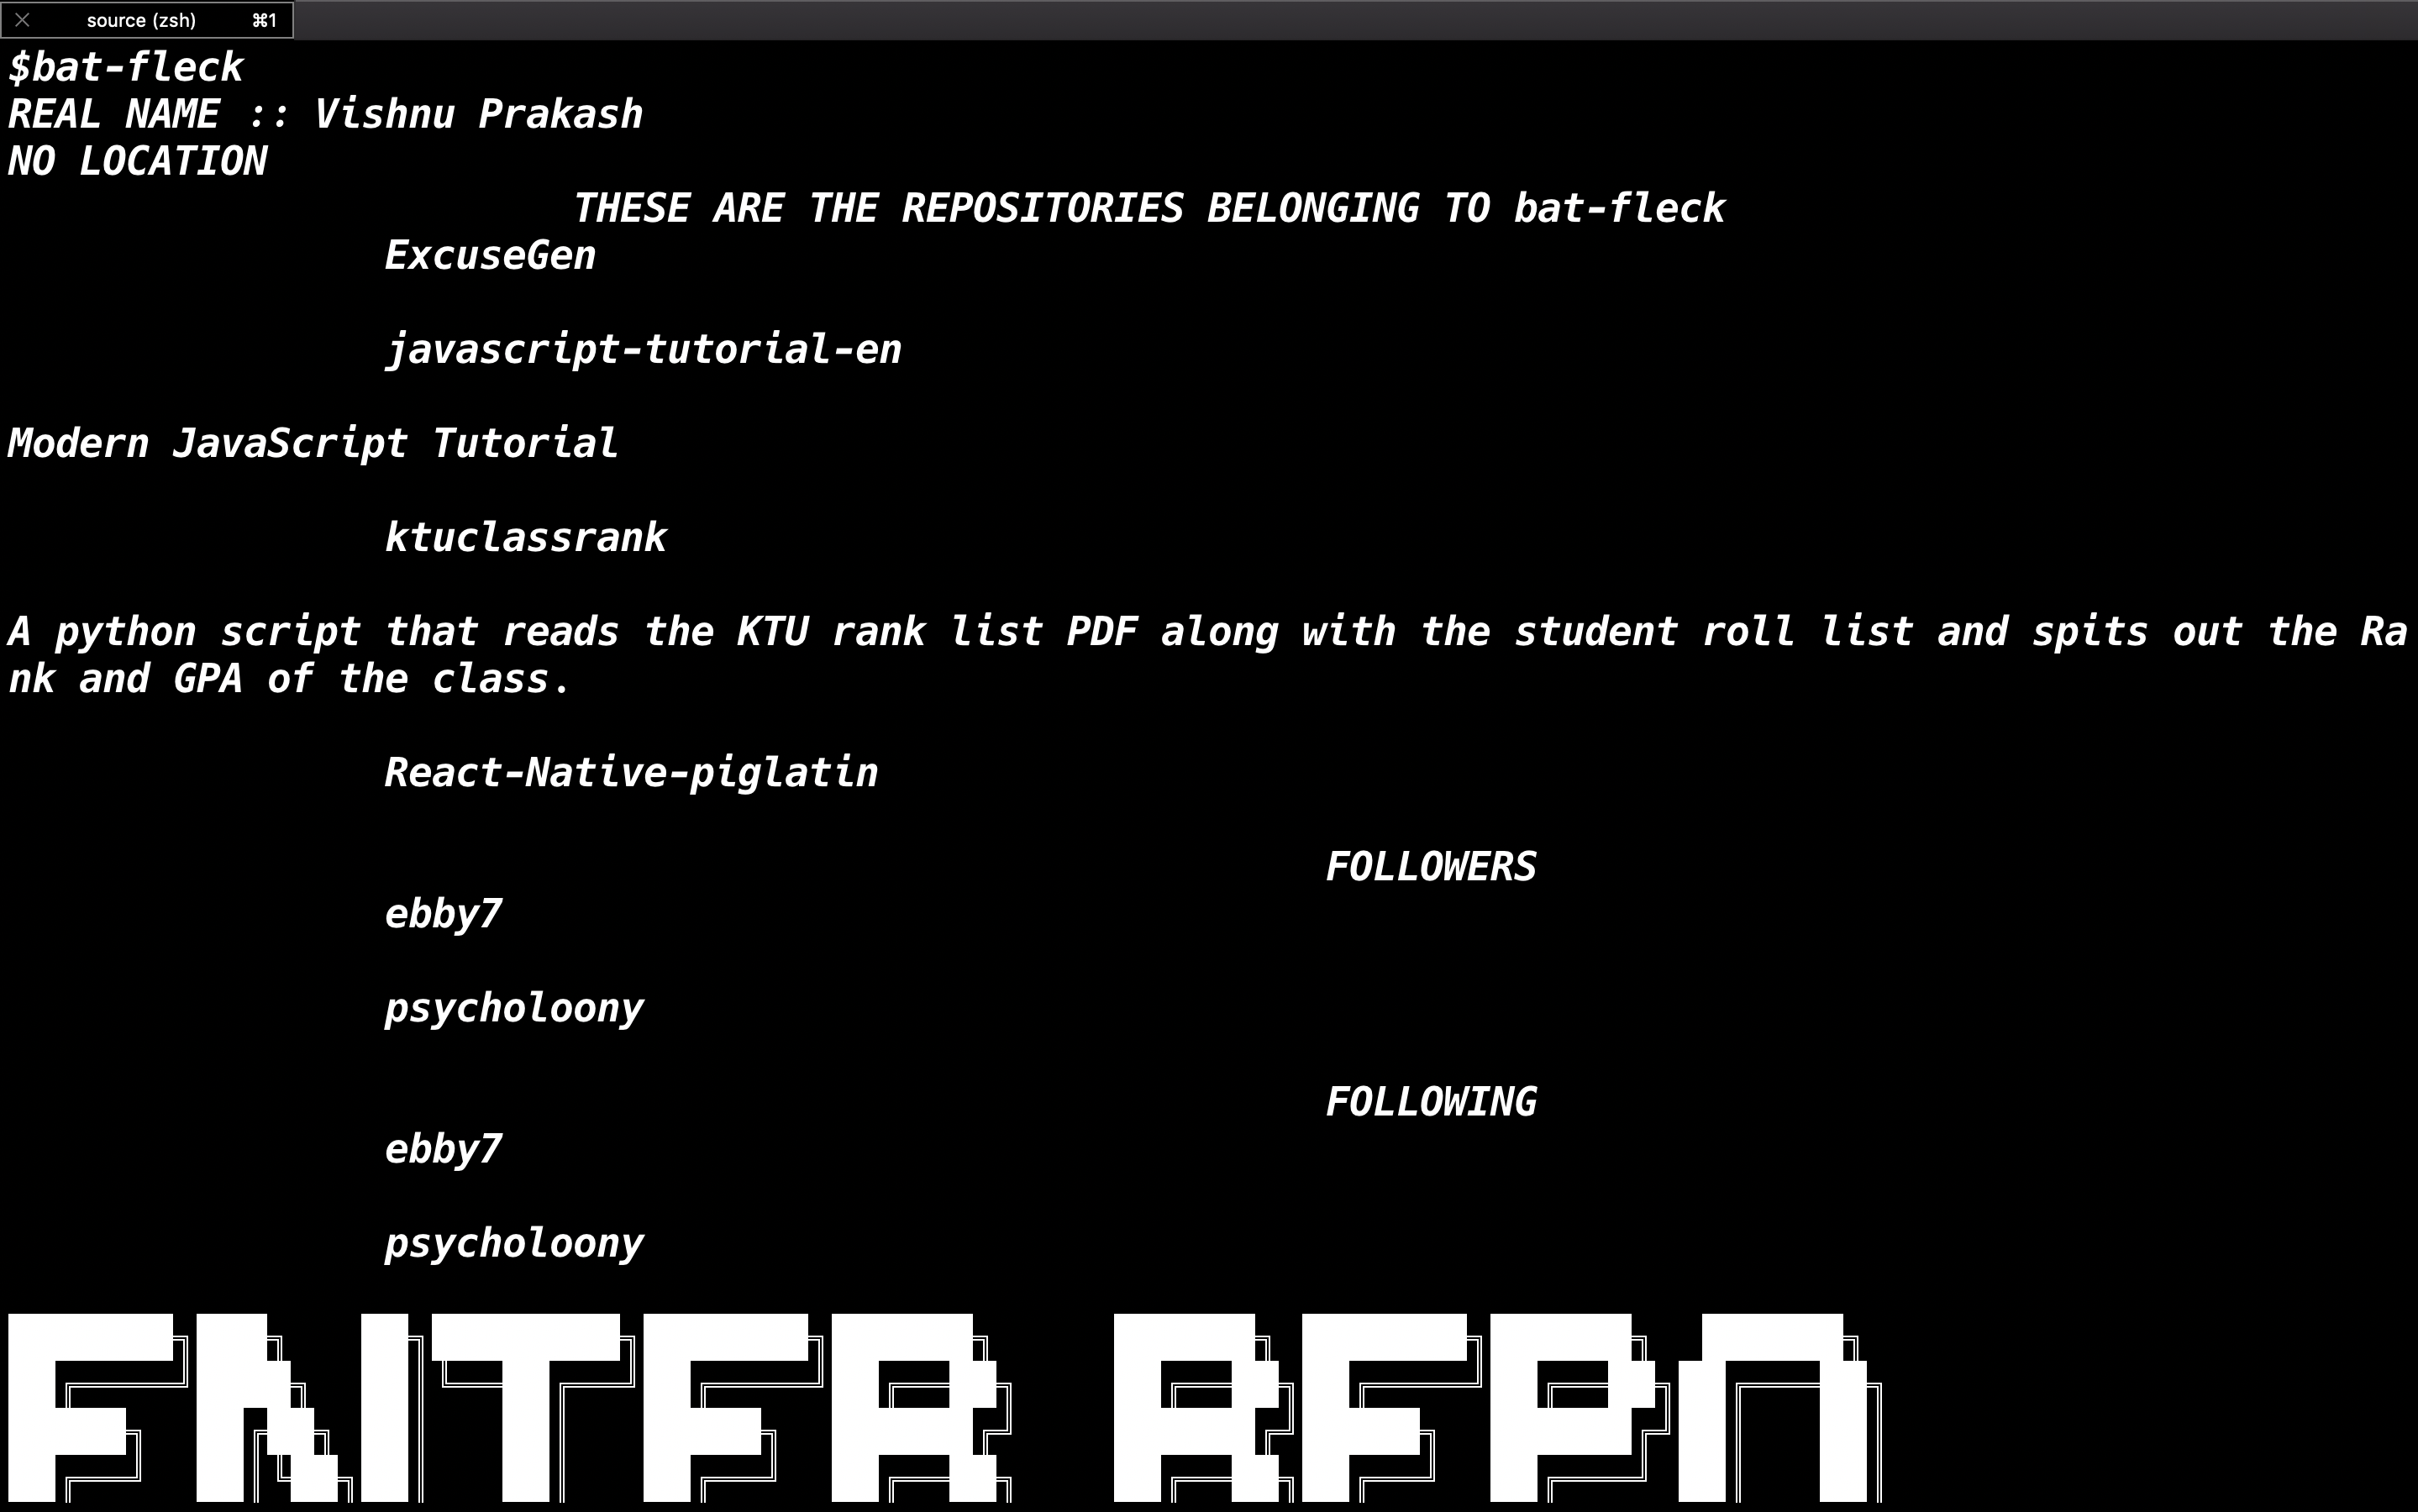 source (zsh) ⌘1
$bat-fleck
REAL NAME :: Vishnu Prakash
NO LOCATION
THESE ARE THE REPOSITORIES BELONGING TO bat-fleck
ExcuseGen
javascript-tutorial-en
Modern JavaScript Tutorial
ktuclassrank
A python script that reads the KTU rank list PDF along with the student roll list and spits out the Ra
nk and GPA of the class.
React-Native-piglatin
FOLLOWERS
ebby7
psycholoony
FOLLOWING
ebby7
psycholoony
ENTER REPO